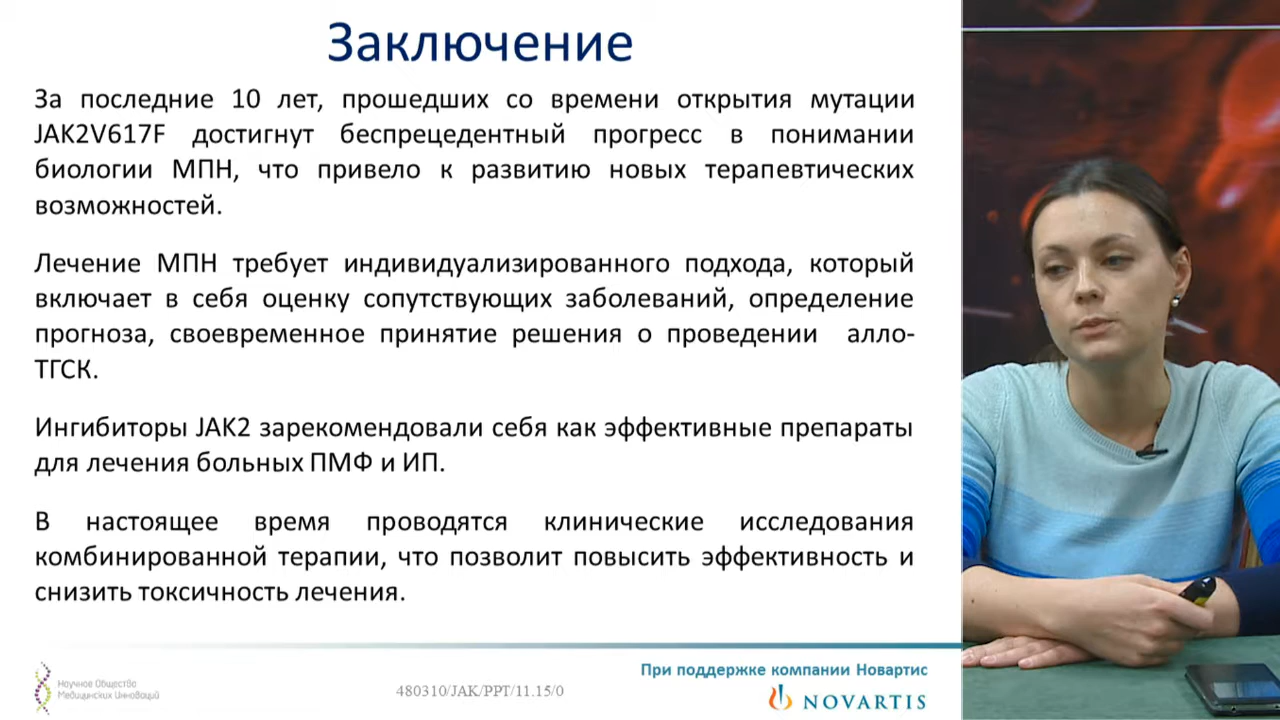 Заключение
За последние 10 лет, прошедших со времени открытия мутации
JAK2V617F достигнут беспрецедентный прогресс в понимании
биологии МПН, что привело к развитию новых терапевтических
возможностей.
Лечение МПН требует индивидуализированного подхода, который
включает в себя оценку сопутствующих заболеваний, определение
прогноза, своевременное принятие решения о проведении алло-
ТГСК.
Ингибиторы JAK2 зарекомендовали себя как эффективные препараты
для лечения больных ПМФ и ИП.
В настоящее время проводятся клинические исследования
комбинированной терапии, что позволит повысить эффективность и
снизить токсичность лечения.
Научное Общество
Медицинских Инноваций
480310/JAK/PPT/11.15/0
При поддержке компании Новартис
NOVARTIS